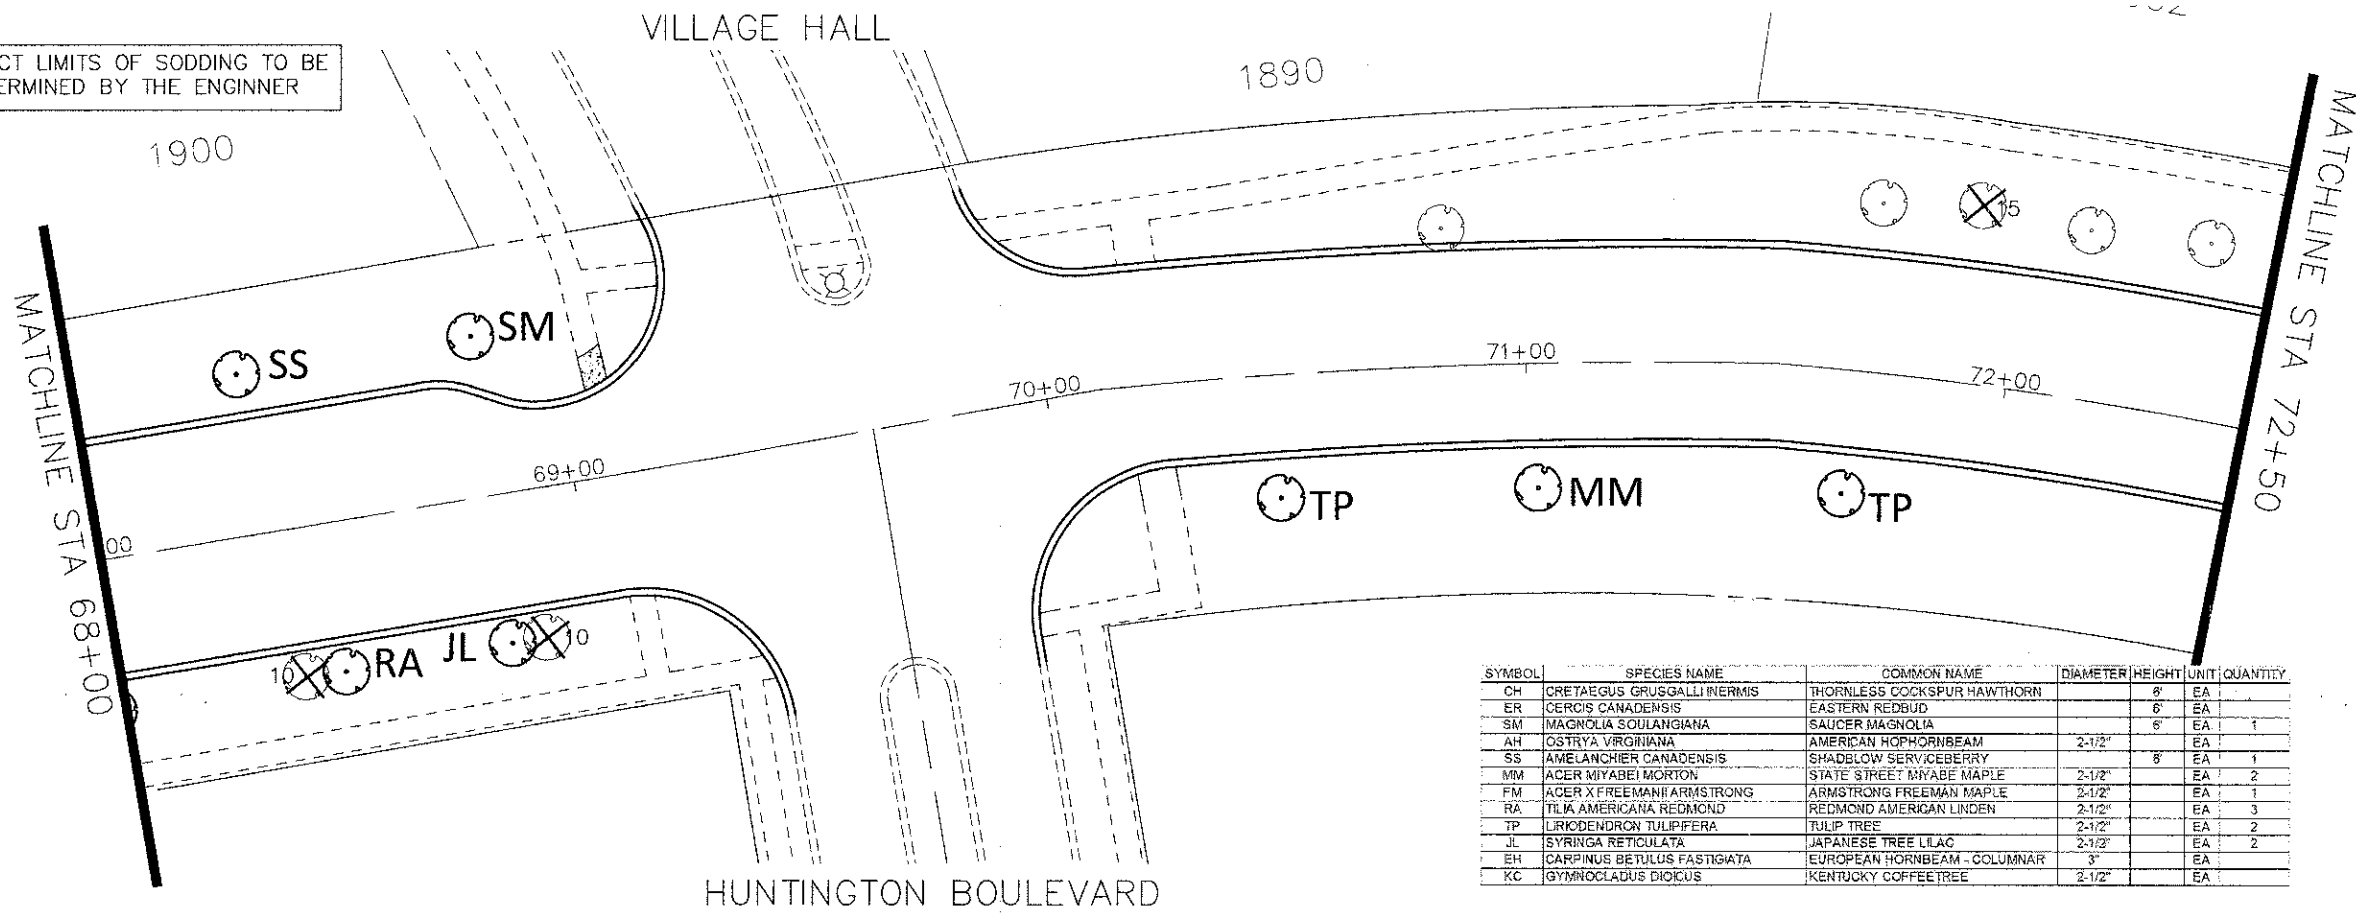 VILLAGE HALL
CT LIMITS OF SODDING TO BE
ERMINED BY THE ENGINNER
1900
1890
MATCHLINE STA 68+00
MATCHLINE STA 72+50
SS
SM
15
00
69+00
70+00
71+00
72+00
TP
MM
TP
10
RA
JL
10
HUNTINGTON BOULEVARD
SYMBOL SPECIES NAME COMMON NAME DIAMETER HEIGHT UNIT QUANTITY
CH CRETAEGUS GRUSGALLI INERMIS THORNLESS COCKSPUR HAWTHORN 6' EA
ER CERCIS CANADENSIS EASTERN REDBUD 6' EA
SM MAGNOLIA SOULANGIANA SAUCER MAGNOLIA 6' EA 1
AH OSTRYA VIRGINIANA AMERICAN HOPHORNBEAM 2-1/2" EA
SS AMELANCHIER CANADENSIS SHADBLOW SERVICEBERRY 6' EA 1
MM ACER MIYABEI MORTON STATE STREET MIYABE MAPLE 2-1/2" EA 2
FM ACER X FREEMANII ARMSTRONG ARMSTRONG FREEMAN MAPLE 2-1/2" EA 1
RA TILIA AMERICANA REDMOND REDMOND AMERICAN LINDEN 2-1/2" EA 3
TP LIRIODENDRON TULIPIFERA TULIP TREE 2-1/2" EA 2
JL SYRINGA RETICULATA JAPANESE TREE LILAC 2-1/2" EA 2
EH CARPINUS BETULUS FASTIGIATA EUROPEAN HORNBEAM - COLUMNAR 3" EA
KC GYMNOCLADUS DIOICUS KENTUCKY COFFEETREE 2-1/2" EA